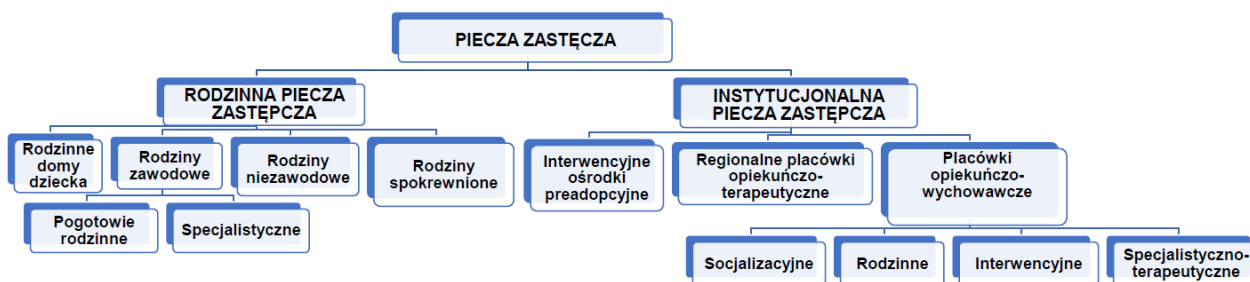 PIECZA ZASTĘCZA
RODZINNA PIECZA
ZASTĘPCZA
INSTYTUCJONALNA
PIECZA ZASTĘPCZA
Rodzinne
domy
dziecka
Rodziny
zawodowe
Rodziny
niezawodowe
Rodziny
spokrewnione
Interwencyjne
ośrodki
preadopcyjne
Regionalne placówki
opiekuńczo-
terapeutyczne
Placówki
opiekuńczo-
wychowawcze
Pogotowie
rodzinne
Specjalistyczne
Socjalizacyjne
Rodzinne
Interwencyjne
Specjalistyczno-
terapeutyczne